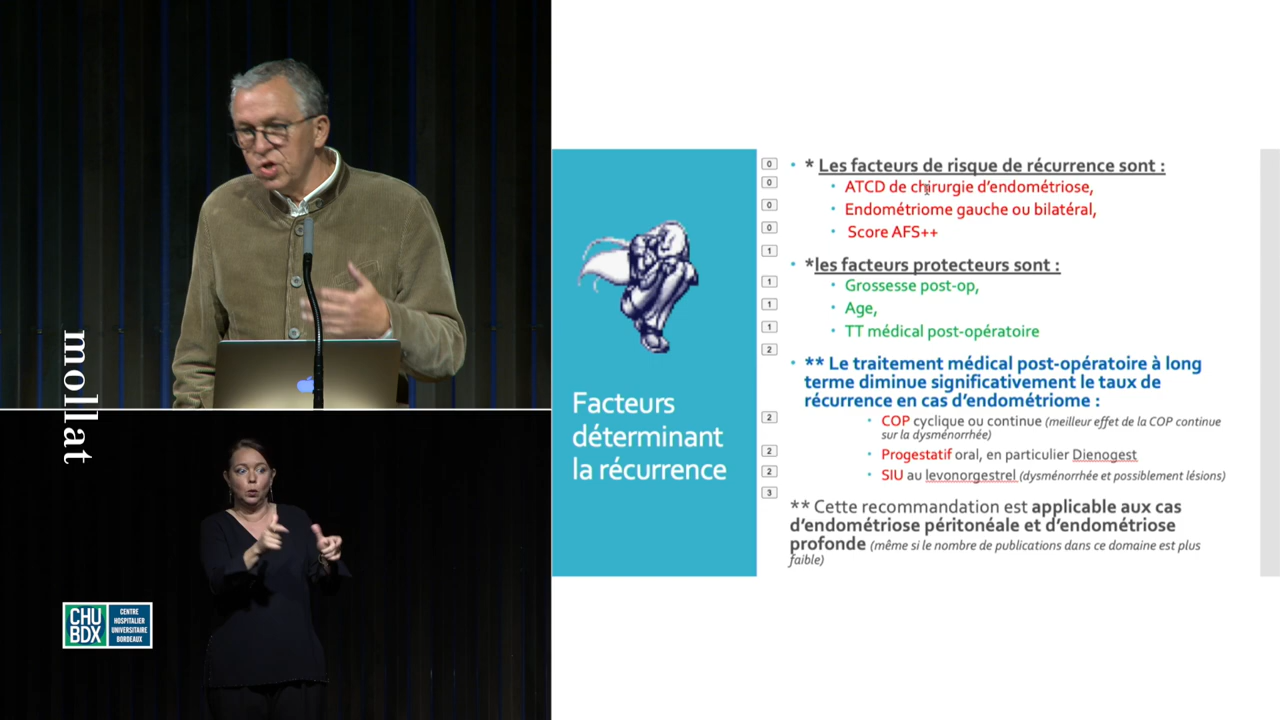 mollat
CHU
BDX
CENTRE
HOSPITALIER
UNIVERSITAIRE
BORDEAUX
Facteurs
déterminant
la récurrence
0
0
0
0
1
1
1
1
2
2
2
2
3
• * Les facteurs de risque de récurrence sont :
• ATCD de chirurgie d’endométriose,
• Endométriome gauche ou bilatéral,
• Score AFS++
• *les facteurs protecteurs sont :
• Grossesse post-op,
• Age,
• TT médical post-opératoire
• ** Le traitement médical post-opératoire à long
terme diminue significativement le taux de
récurrence en cas d’endométriome :
• COP cyclique ou continue (meilleur effet de la COP continue
sur la dysménorrhée)
• Progestatif oral, en particulier Dienogest
• SIU au levonorgestrel (dysménorrhée et possiblement lésions)
** Cette recommandation est applicable aux cas
d’endométriose péritonéale et d’endométriose
profonde (même si le nombre de publications dans ce domaine est plus
faible)